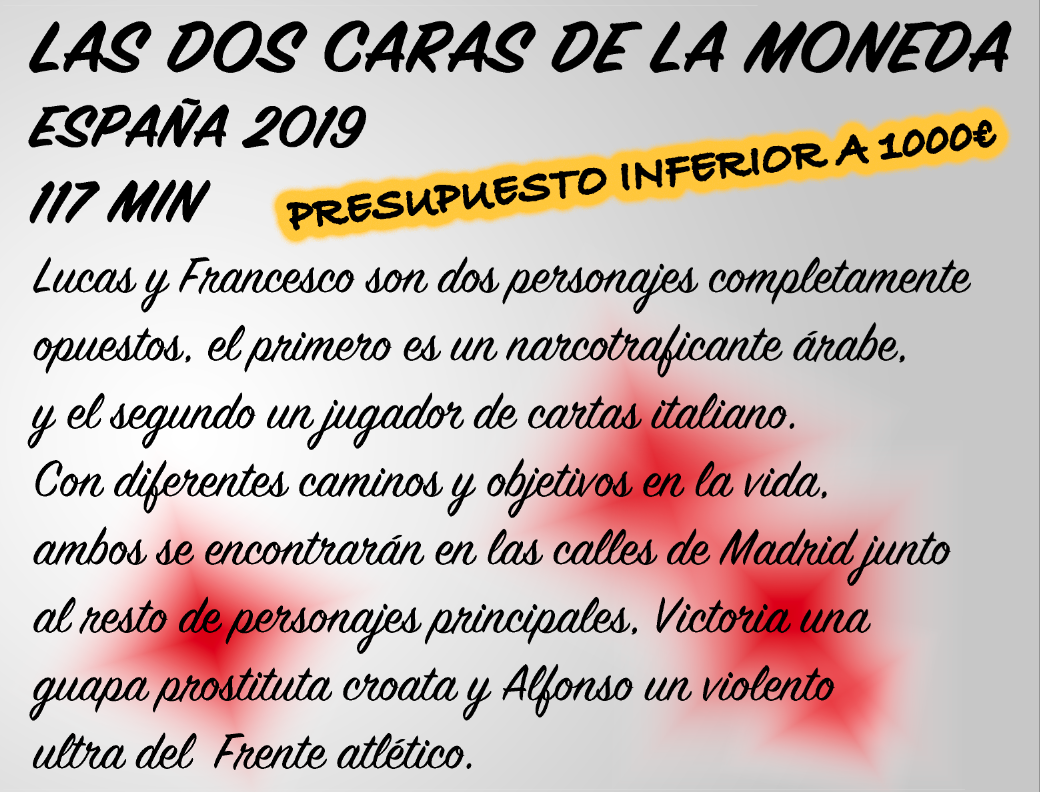 LAS DOS CARAS DE LA MONEDA
ESPAÑA 2019
PRESUPUESTO INFERIOR A 1000€
117 MIN
Lucas y Francesco son dos personajes completamente
opuestos, el primero es un narcotraficante árabe,
y el segundo un jugador de cartas italiano.
Con diferentes caminos y objetivos en la vida,
ambos se encontrarán en las calles de Madrid junto
al resto de personajes principales, Victoria una
guapa prostituta croata y Alfonso un violento
ultra del Frente atlético.